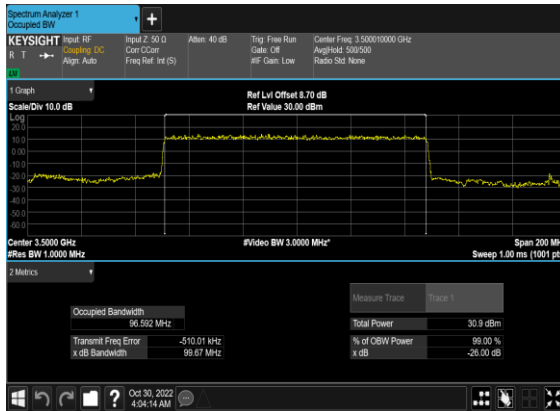 Spectrum Analyzer 1
Occupied BW
+
KEYSIGHT Input: RF Input Z: 50 Ω Atten: 40 dB Trig: Free Run Center Freq: 3.500010000 GHz
R T Coupling: DC Corr CCorr Gate: Off Avg|Hold: 500/500
Align: Auto Freq Ref: Int (S) #IF Gain: Low Radio Std: None
LXI
1 Graph
Ref Lvl Offset 8.70 dB
Scale/Div 10.0 dB Ref Value 30.00 dBm
Log
20.0
10.0
0.00
-10.0
-20.0
-30.0
-40.0
-50.0
-60.0
Center 3.5000 GHz #Video BW 3.0000 MHz* Span 200 MH
#Res BW 1.0000 MHz Sweep 1.00 ms (1001 pt
2 Metrics
Measure Trace Trace 1
Occupied Bandwidth
96.592 MHz Total Power 30.9 dBm
Transmit Freq Error -510.01 kHz % of OBW Power 99.00 %
x dB Bandwidth 99.67 MHz x dB -26.00 dB
? Oct 30, 2022
4:04:14 AM